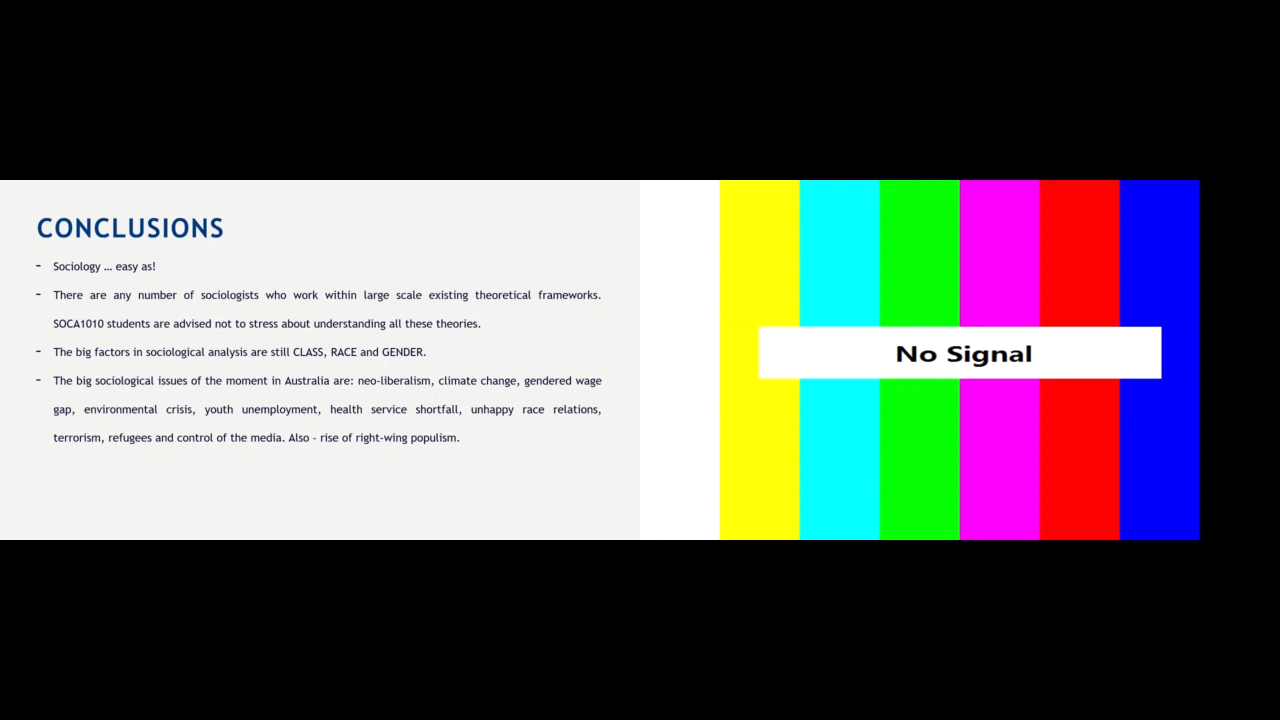 CONCLUSIONS
- Sociology … easy as!
- There are any number of sociologists who work within large scale existing theoretical frameworks.
SOCA1010 students are advised not to stress about understanding all these theories.
- The big factors in sociological analysis are still CLASS, RACE and GENDER.
- The big sociological issues of the moment in Australia are: neo-liberalism, climate change, gendered wage
gap, environmental crisis, youth unemployment, health service shortfall, unhappy race relations,
terrorism, refugees and control of the media. Also - rise of right-wing populism.
No Signal